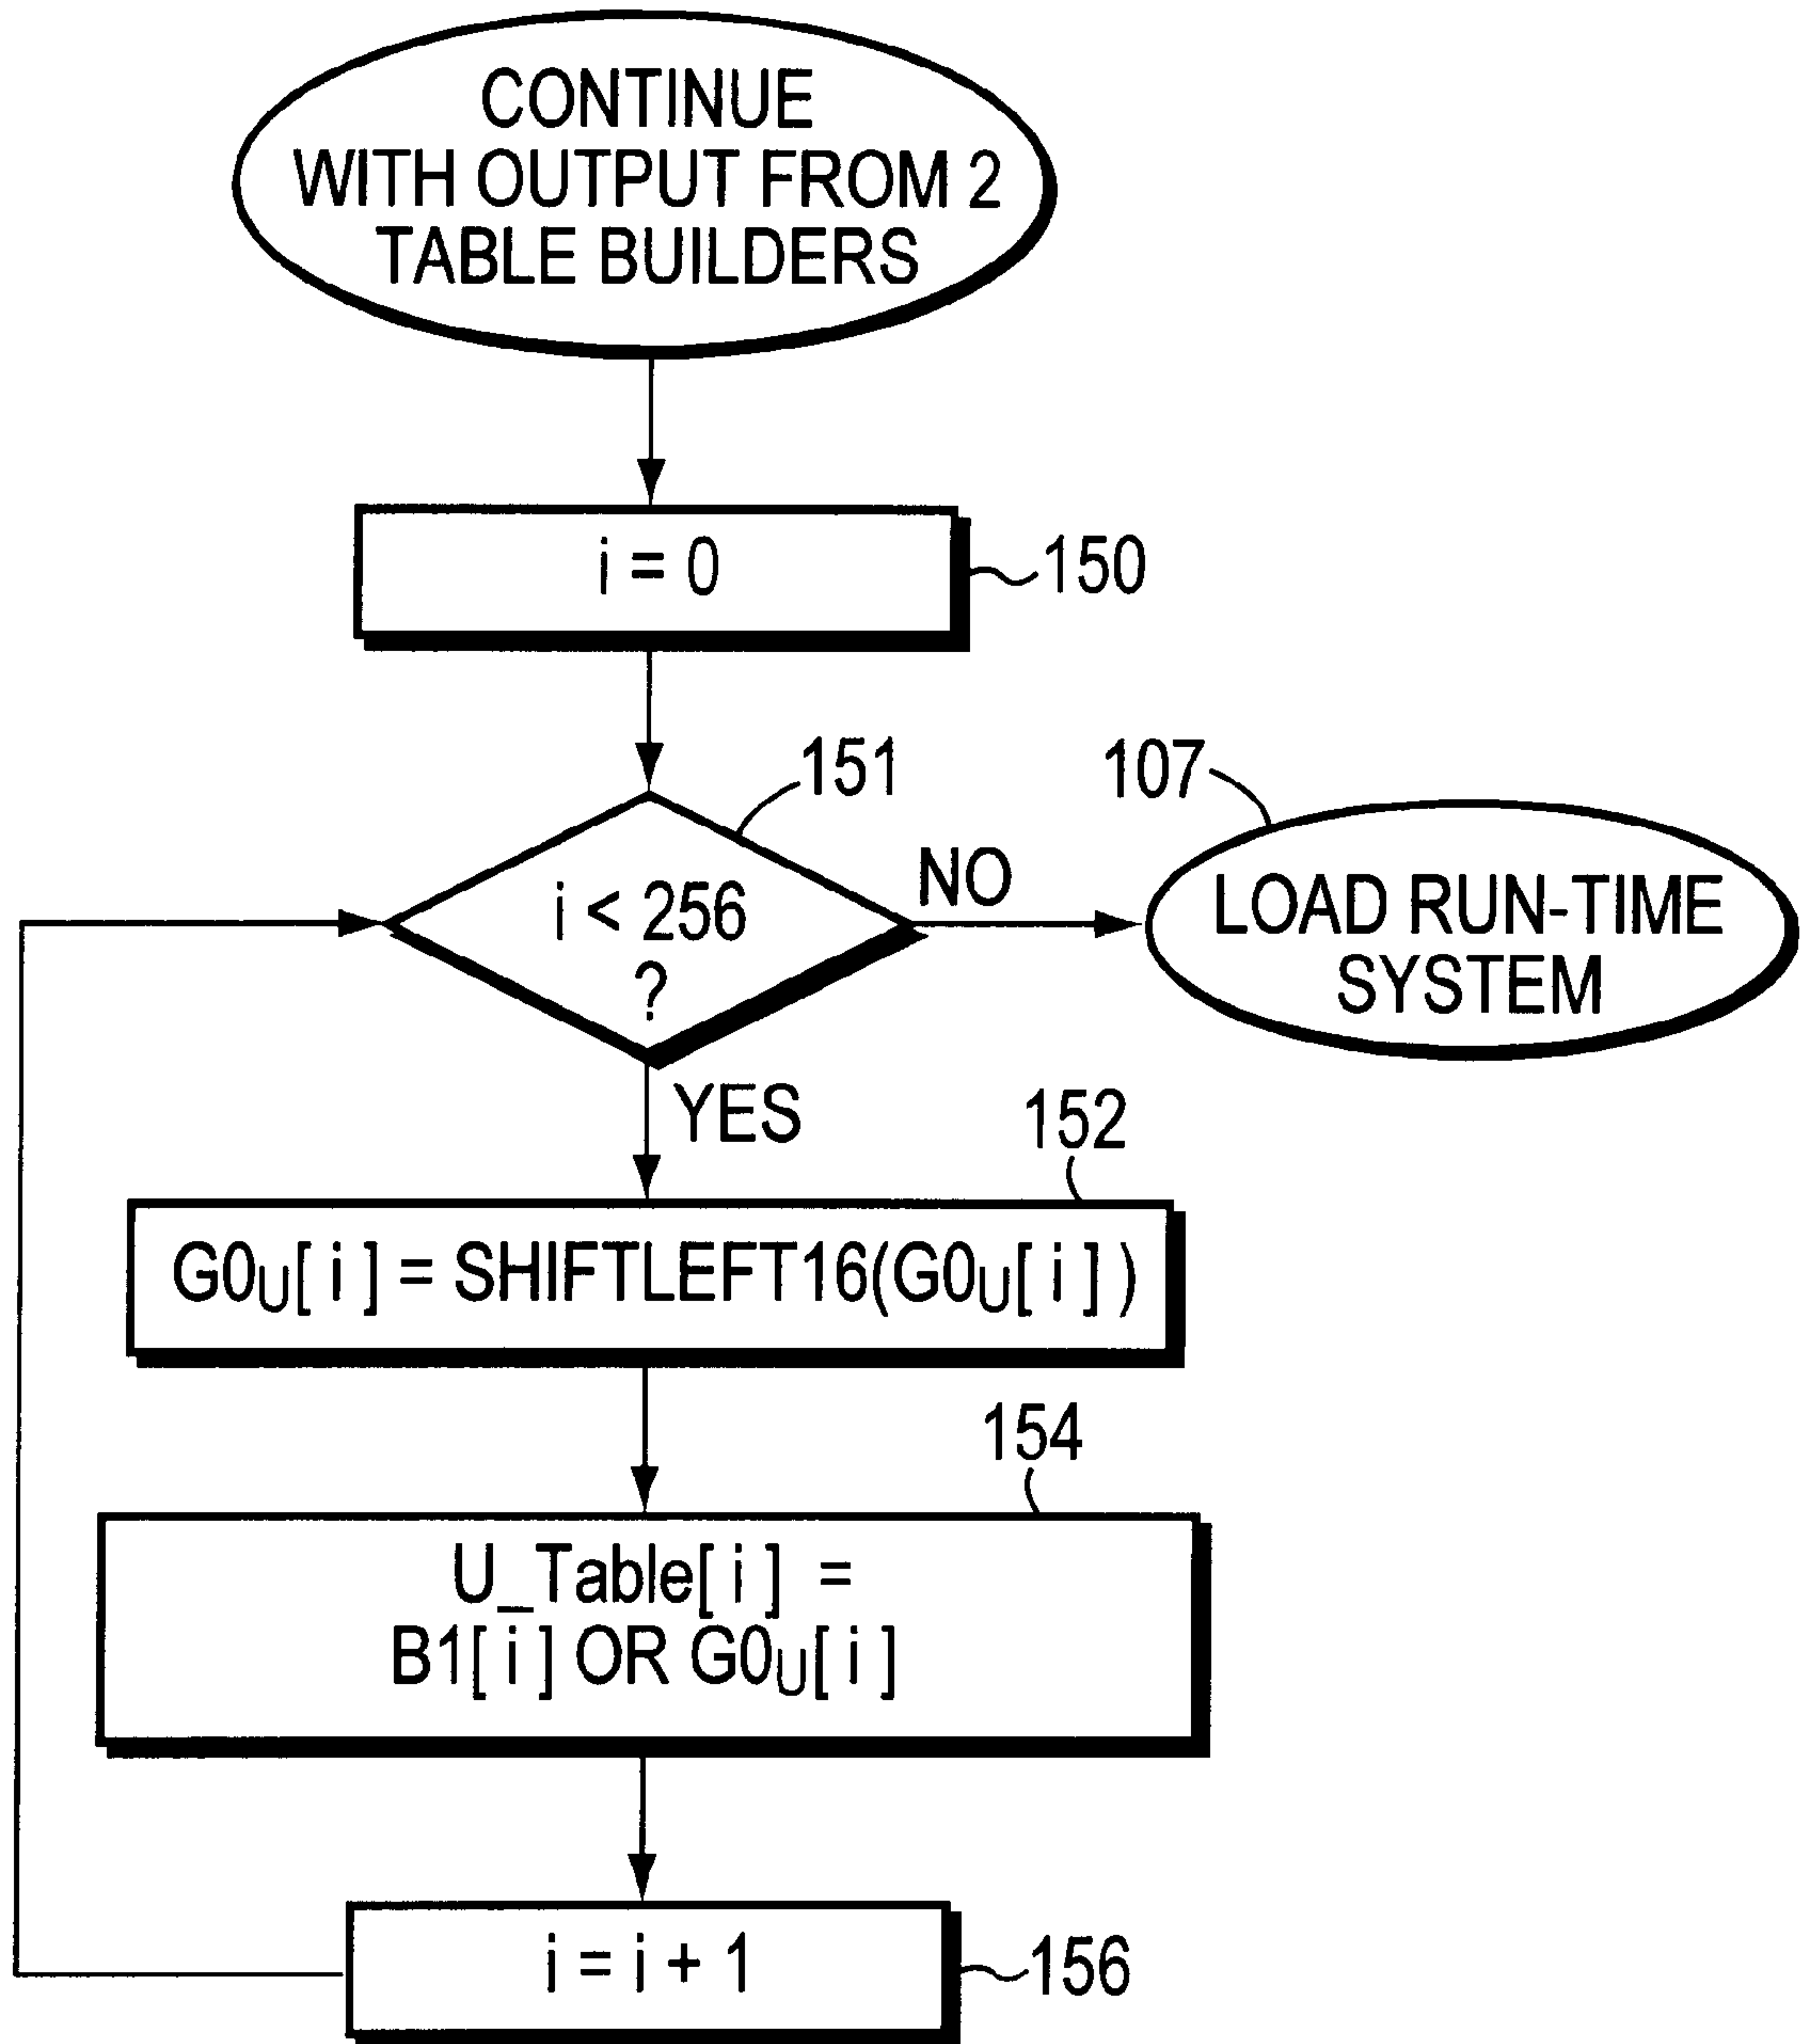 CONTINUE
WITH OUTPUT FROM 2
TABLE BUILDERS
i = 0
150
151
107
i < 256
?
NO
LOAD RUN-TIME
SYSTEM
YES
152
G0U[ i ] = SHIFTLEFT16(G0U[ i ] )
154
U_Table[ i ] =
B1[ i ] OR G0U[ i ]
i = i + 1
156